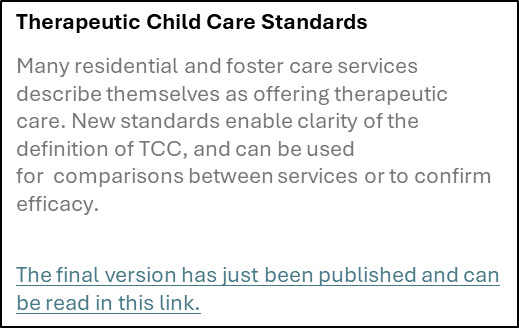 Therapeutic Child Care Standards
Many residential and foster care services
describe themselves as offering therapeutic
care. New standards enable clarity of the
definition of TCC, and can be used
for  comparisons between services or to confirm
efficacy.
The final version has just been published and can
be read in this link.